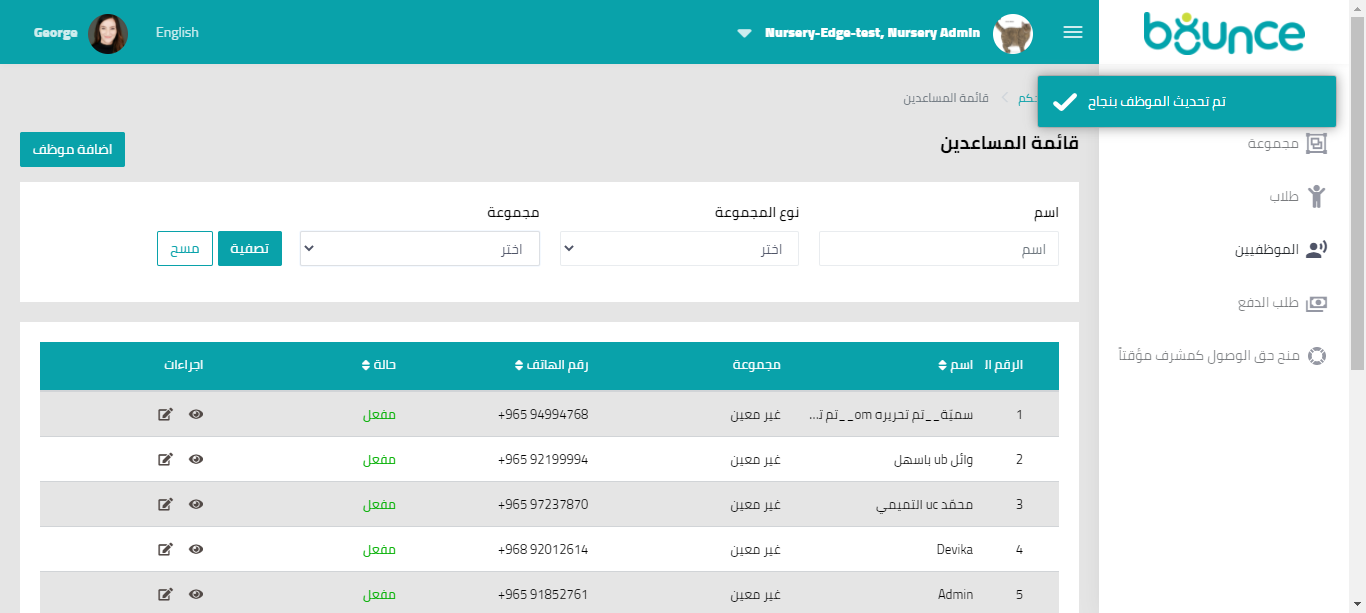 bounce
Nursery-Edge-test, Nursery Admin
English
George
تم تحديث الموظف بنجاح
قائمة المساعدين
قائمة المساعدين
اضافة موظف
مجموعة
طلاب
الموظفيين
طلب الدفع
منح حق الوصول كمشرف مؤقتاً
اسم نوع المجموعة مجموعة
اسم اختر اختر تصفية مسح
الرقم ال اسم مجموعة رقم الهاتف حالة اجراءات
1 سميّة__تم تحريره om__تم ت... غير معين +965 94994768 مفعل
2 وائل ub باسهل غير معين +965 92199994 مفعل
3 محمّد uc التميمي غير معين +965 97237870 مفعل
4 Devika غير معين +968 92012614 مفعل
5 Admin غير معين +965 91852761 مفعل